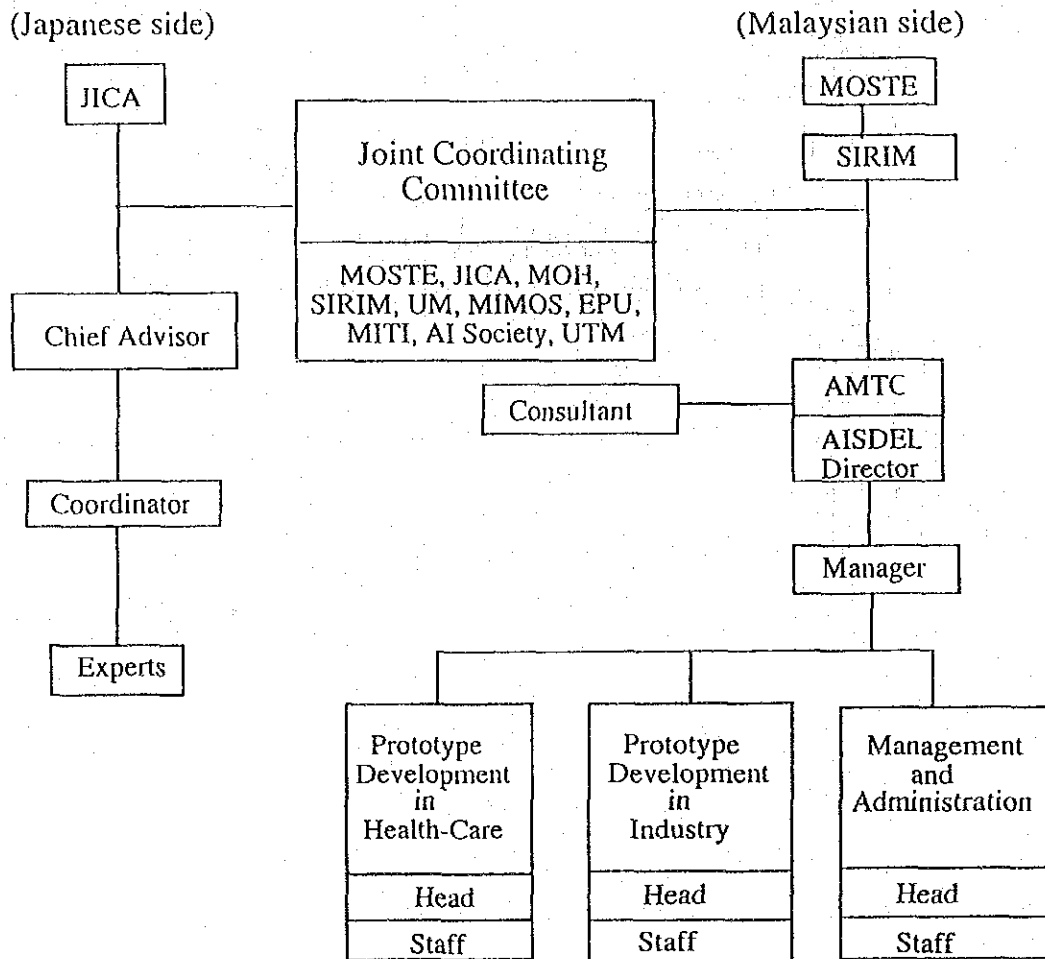 (Japanese side)
(Malaysian side)
JICA
MOSTE
SIRIM
Joint Coordinating
Committee
MOSTE, JICA, MOH,
SIRIM, UM, MIMOS, EPU,
MITI, AI Society, UTM
Chief Advisor
Consultant
AMTC
AISDEL
Director
Coordinator
Manager
Experts
Prototype
Development
in
Health-Care
Head
Staff
Prototype
Development
in
Industry
Head
Staff
Management
and
Administration
Head
Staff